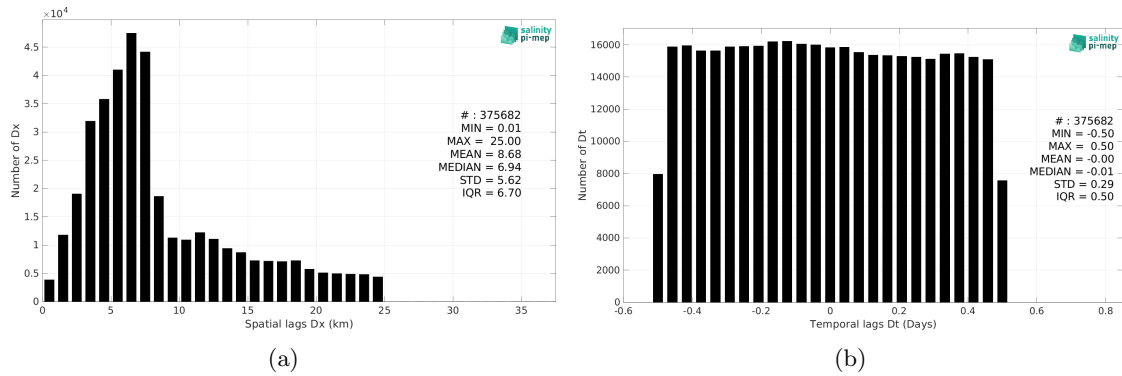 ×10⁴
4.5
4
3.5
3
2.5
2
1.5
1
0.5
0
Number of Dx
0 5 10 15 20 25 30 35
Spatial lags Dx (km)
salinity
pi-mep
# : 375682
MIN = 0.01
MAX = 25.00
MEAN = 8.68
MEDIAN = 6.94
STD = 5.62
IQR = 6.70
(a)
16000
14000
12000
10000
8000
6000
4000
2000
0
Number of Dt
-0.6 -0.4 -0.2 0 0.2 0.4 0.6 0.8
Temporal lags Dt (Days)
salinity
pi-mep
# : 375682
MIN = -0.50
MAX = 0.50
MEAN = -0.00
MEDIAN = -0.01
STD = 0.29
IQR = 0.50
(b)